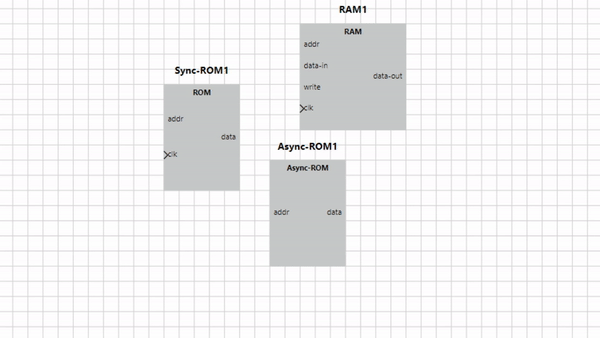 RAM1
RAM
addr
data-in
data-out
write
clk
Sync-ROM1
ROM
addr
data
clk
Async-ROM1
Async-ROM
addr data